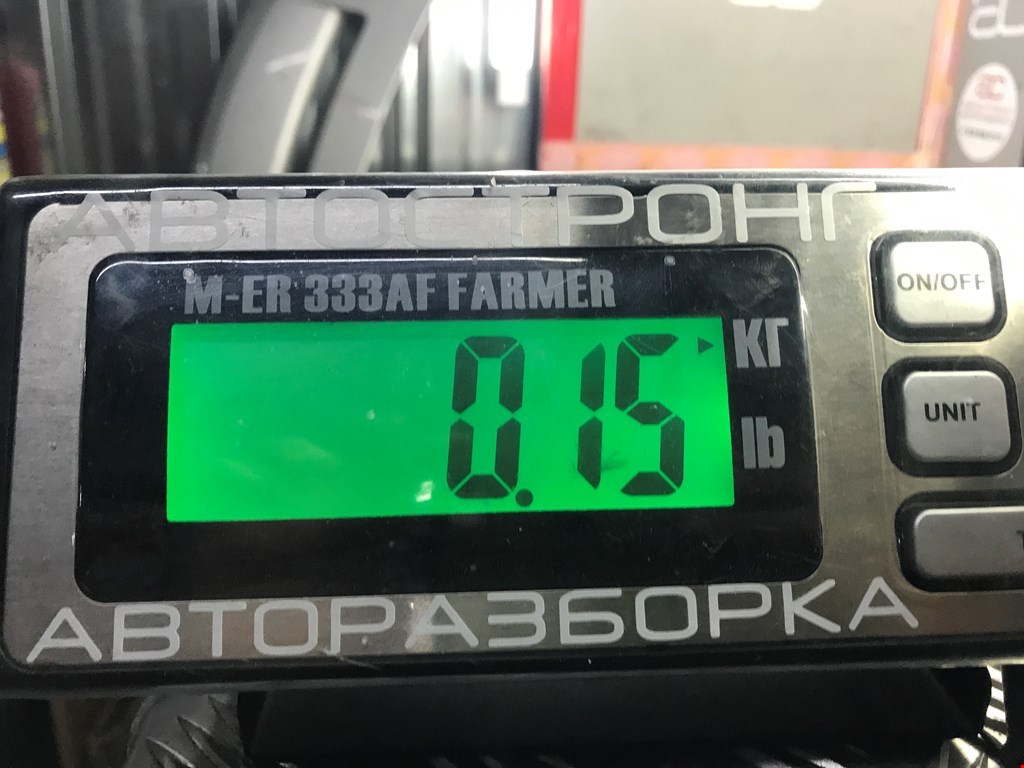 АВТОСТРОНГ
M-ER 333AF FARMER
ON/OFF
0.15
КГ
UNIT
lb
АВТОРАЗБОРКА